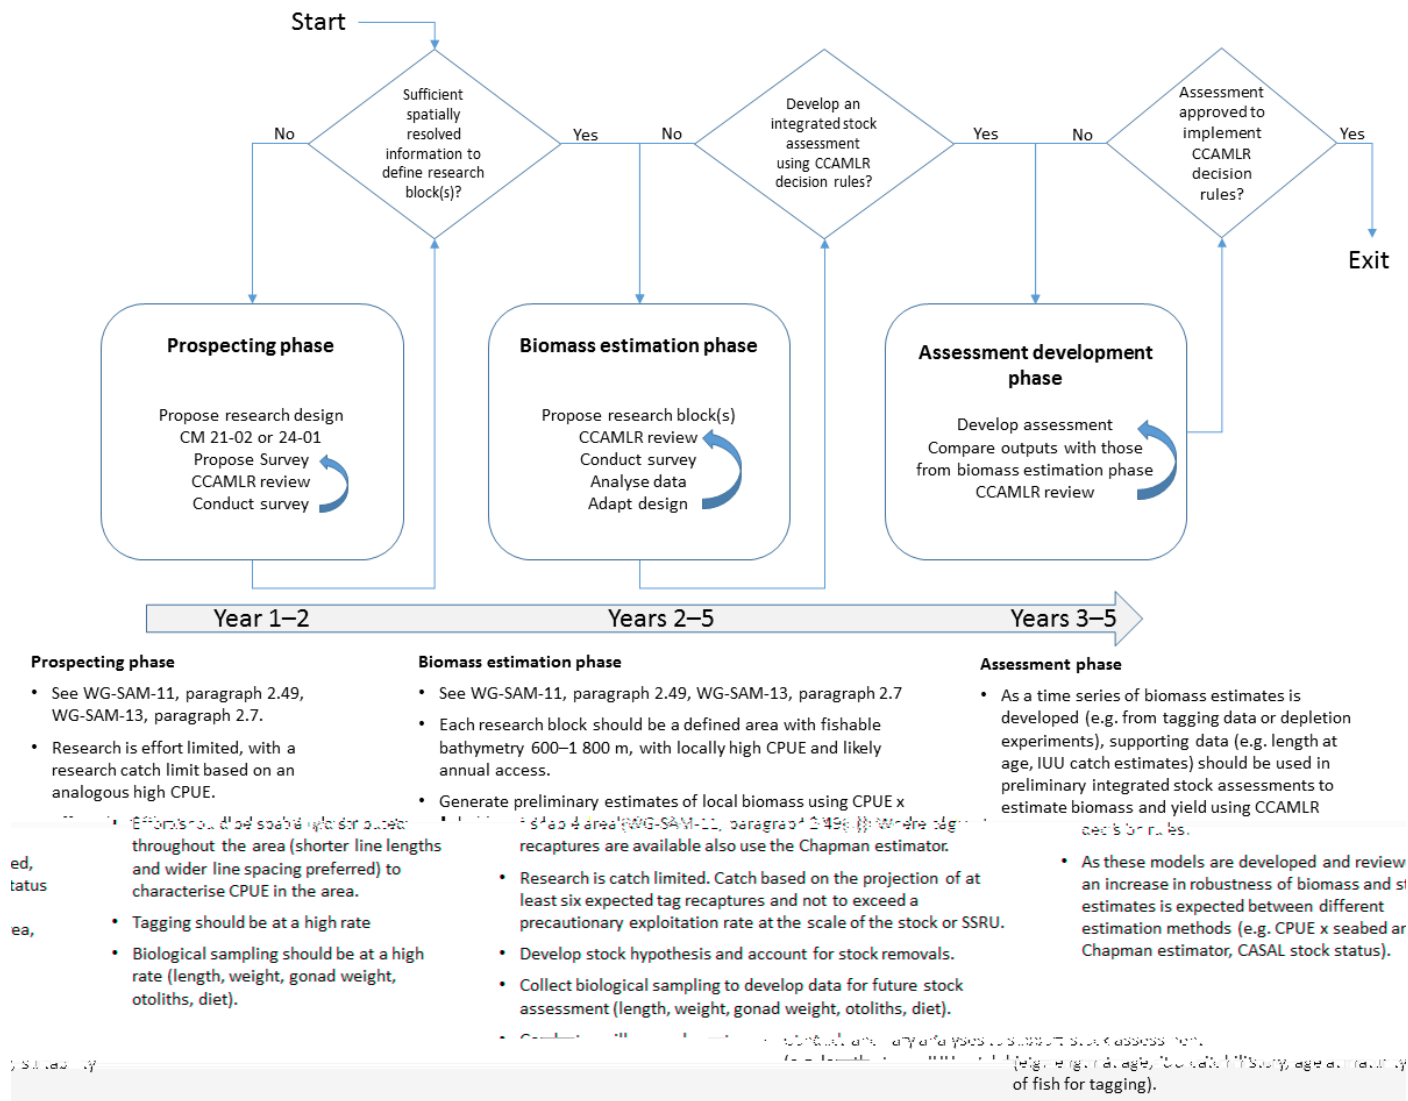 Start
Sufficient
spatially
resolved
information to
define research
block(s)?
No
Yes
Develop an
integrated stock
assessment
using CCAMLR
decision rules?
No
Yes
Assessment
approved to
implement
CCAMLR
decision
rules?
No
Yes
Exit
Prospecting phase
Propose research design
CM 21-02 or 24-01
Propose Survey
CCAMLR review
Conduct survey
Biomass estimation phase
Propose research block(s)
CCAMLR review
Conduct survey
Analyse data
Adapt design
Assessment development
phase
Develop assessment
Compare outputs with those
from biomass estimation phase
CCAMLR review
Year 1–2
Years 2–5
Years 3–5
Prospecting phase
• See WG-SAM-11, paragraph 2.49,
WG-SAM-13, paragraph 2.7.
• Research is effort limited, with a
research catch limit based on an
analogous high CPUE.
throughout the area (shorter line lengths
and wider line spacing preferred) to
characterise CPUE in the area.
• Tagging should be at a high rate
• Biological sampling should be at a high
rate (length, weight, gonad weight,
otoliths, diet).
Biomass estimation phase
• See WG-SAM-11, paragraph 2.49, WG-SAM-13, paragraph 2.7
• Each research block should be a defined area with fishable
bathymetry 600–1 800 m, with locally high CPUE and likely
annual access.
• Generate preliminary estimates of local biomass using CPUE x
recaptures are available also use the Chapman estimator.
• Research is catch limited. Catch based on the projection of at
least six expected tag recaptures and not to exceed a
precautionary exploitation rate at the scale of the stock or SSRU.
• Develop stock hypothesis and account for stock removals.
• Collect biological sampling to develop data for future stock
assessment (length, weight, gonad weight, otoliths, diet).
Assessment phase
• As a time series of biomass estimates is
developed (e.g. from tagging data or depletion
experiments), supporting data (e.g. length at
age, IUU catch estimates) should be used in
preliminary integrated stock assessments to
estimate biomass and yield using CCAMLR
• As these models are developed and review
an increase in robustness of biomass and st
estimates is expected between different
estimation methods (e.g. CPUE x seabed ar
Chapman estimator, CASAL stock status).
of fish for tagging).
ed,
tatus
ea,